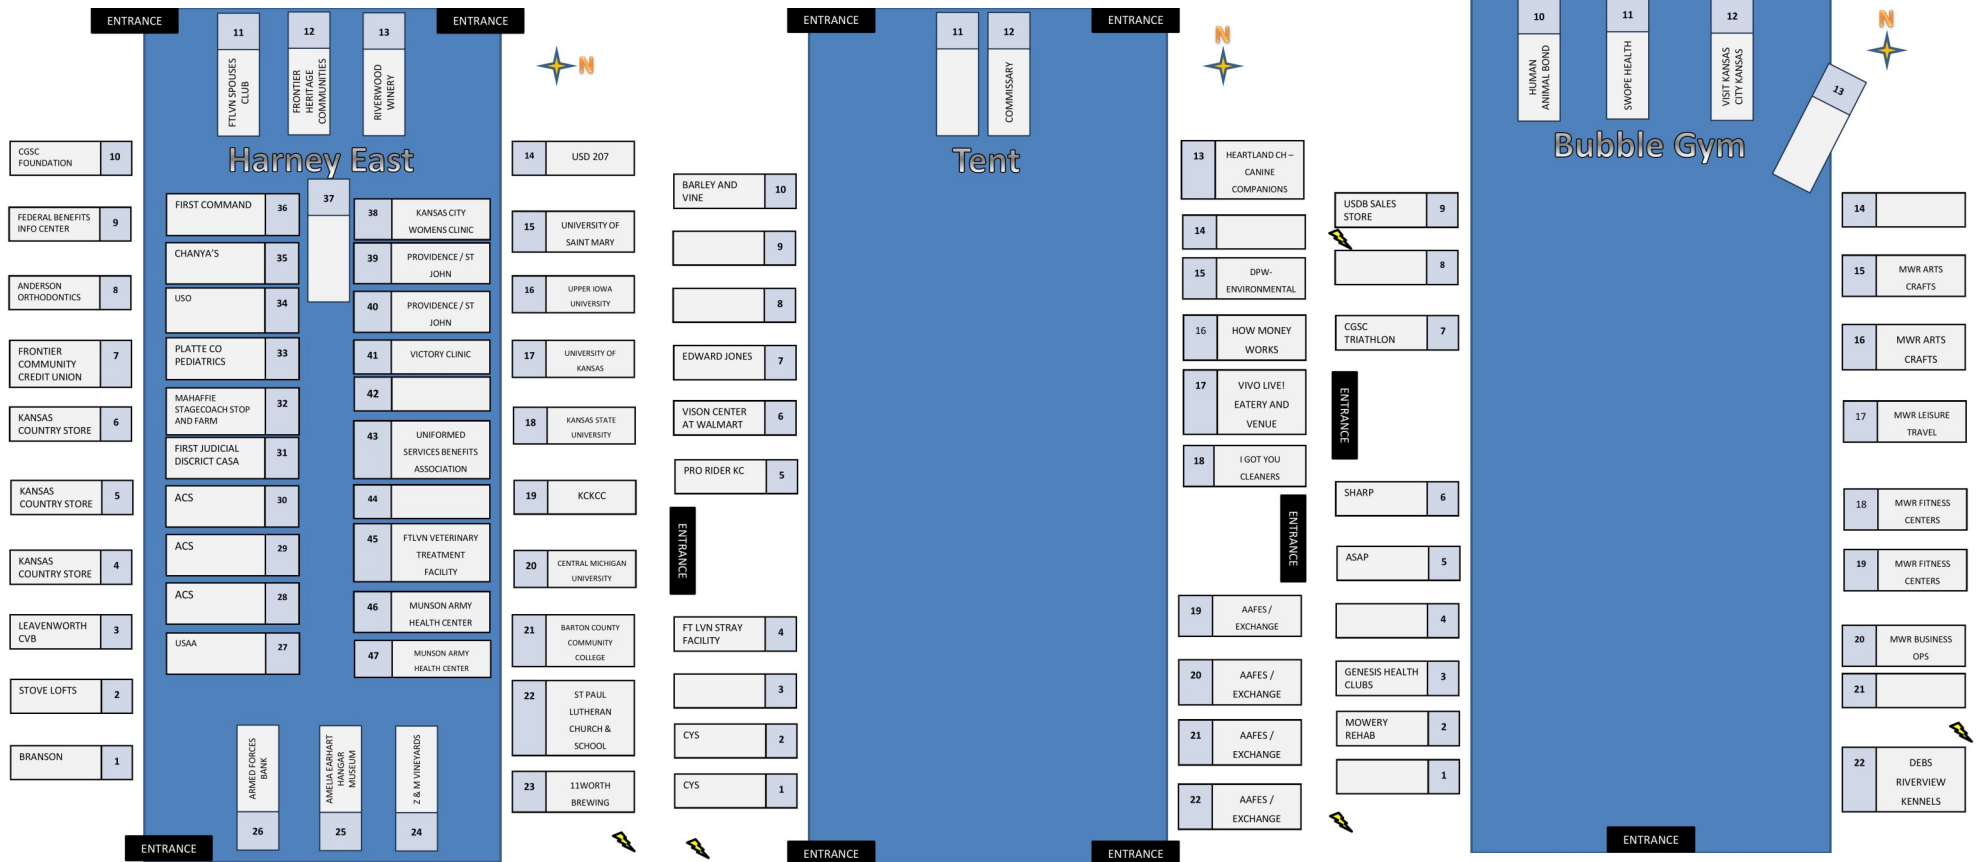 ENTRANCE
ENTRANCE
11
FTLVN SPOUSES
CLUB
12
FRONTIER
HERITAGE
COMMUNITIES
13
RIVERWOOD
WINERY
N
Harney East
CGSC
FOUNDATION
10
FEDERAL BENEFITS
INFO CENTER
9
ANDERSON
ORTHODONTICS
8
FRONTIER
COMMUNITY
CREDIT UNION
7
KANSAS
COUNTRY STORE
6
KANSAS
COUNTRY STORE
5
KANSAS
COUNTRY STORE
4
LEAVENWORTH
CVB
3
STOVE LOFTS
2
BRANSON
1
FIRST COMMAND
36
CHANYA'S
35
USO
34
PLATTE CO
PEDIATRICS
33
MAHAFFIE
STAGECOACH STOP
AND FARM
32
FIRST JUDICIAL
DISCRICT CASA
31
ACS
30
ACS
29
ACS
28
USAA
27
37
38
KANSAS CITY
WOMENS CLINIC
39
PROVIDENCE / ST
JOHN
40
PROVIDENCE / ST
JOHN
41
VICTORY CLINIC
42
43
UNIFORMED
SERVICES BENEFITS
ASSOCIATION
44
45
FTLVN VETERINARY
TREATMENT
FACILITY
46
MUNSON ARMY
HEALTH CENTER
47
MUNSON ARMY
HEALTH CENTER
14
USD 207
15
UNIVERSITY OF
SAINT MARY
16
UPPER IOWA
UNIVERSITY
17
UNIVERSITY OF
KANSAS
18
KANSAS STATE
UNIVERSITY
19
KCKCC
20
CENTRAL MICHIGAN
UNIVERSITY
21
BARTON COUNTY
COMMUNITY
COLLEGE
22
ST PAUL
LUTHERAN
CHURCH &
SCHOOL
23
11WORTH
BREWING
ARMED FORCES
BANK
26
AMELIA EARHART
HANGAR
MUSEUM
25
Z & M VINEYARDS
24
ENTRANCE
ENTRANCE
ENTRANCE
11
12
COMMISSARY
N
Tent
BARLEY AND
VINE
10
9
8
EDWARD JONES
7
VISON CENTER
AT WALMART
6
PRO RIDER KC
5
ENTRANCE
FT LVN STRAY
FACILITY
4
3
CYS
2
CYS
1
13
HEARTLAND CH –
CANINE
COMPANIONS
14
15
DPW-
ENVIRONMENTAL
16
HOW MONEY
WORKS
17
VIVO LIVE!
EATERY AND
VENUE
18
I GOT YOU
CLEANERS
ENTRANCE
19
AAFES /
EXCHANGE
20
AAFES /
EXCHANGE
21
AAFES /
EXCHANGE
22
AAFES /
EXCHANGE
ENTRANCE
ENTRANCE
10
HUMAN
ANIMAL BOND
11
SWOPE HEALTH
12
VISIT KANSAS
CITY KANSAS
13
N
Bubble Gym
USDB SALES
STORE
9
8
CGSC
TRIATHLON
7
ENTRANCE
SHARP
6
ASAP
5
4
GENESIS HEALTH
CLUBS
3
MOWERY
REHAB
2
1
14
15
MWR ARTS
CRAFTS
16
MWR ARTS
CRAFTS
17
MWR LEISURE
TRAVEL
18
MWR FITNESS
CENTERS
19
MWR FITNESS
CENTERS
20
MWR BUSINESS
OPS
21
22
DEBS
RIVERVIEW
KENNELS
ENTRANCE